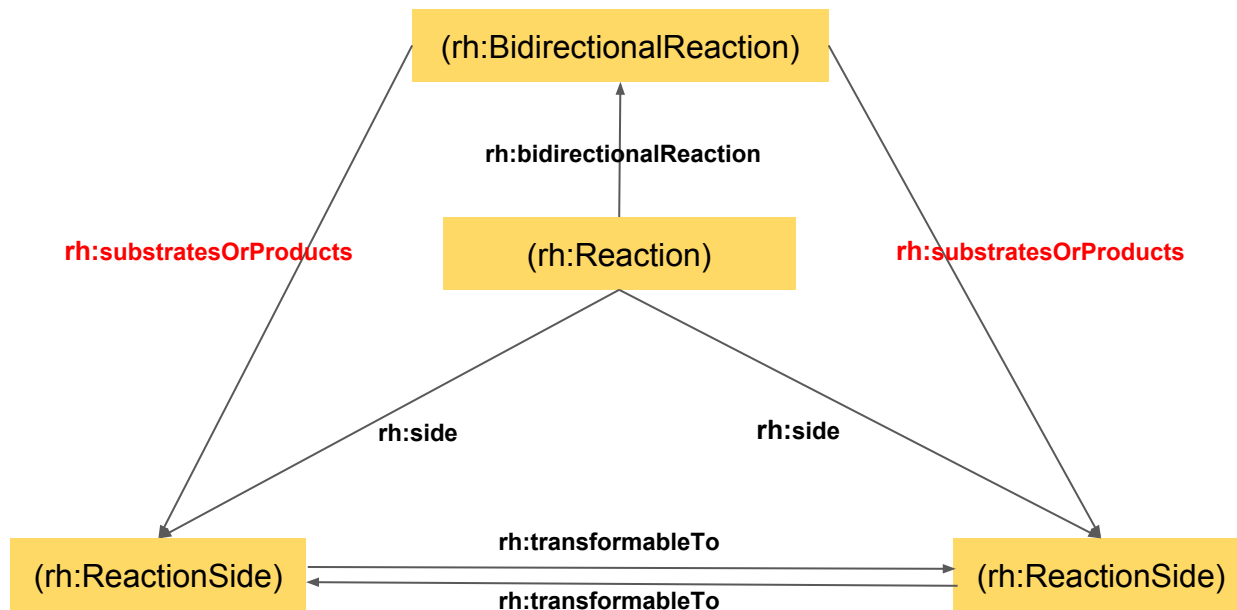 (rh:BidirectionalReaction)
rh:bidirectionalReaction
rh:substratesOrProducts
(rh:Reaction)
rh:substratesOrProducts
rh:side
rh:side
rh:transformableTo
(rh:ReactionSide)
(rh:ReactionSide)
rh:transformableTo